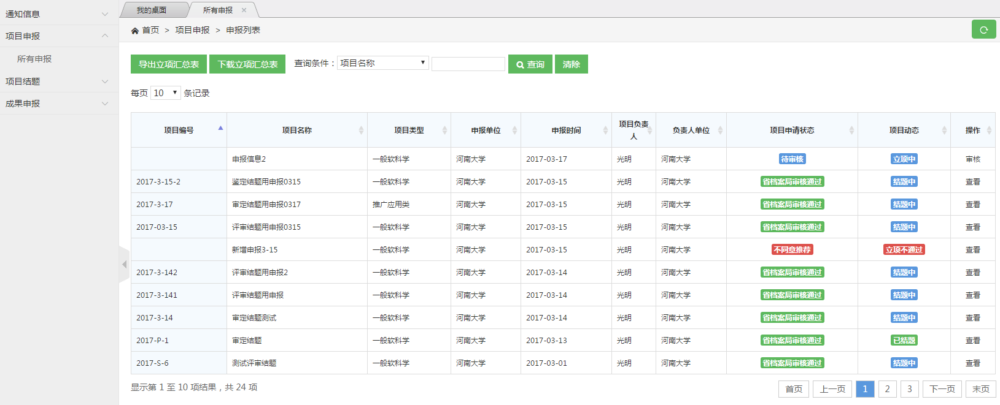 通知信息
项目申报
所有申报
项目结题
成果申报
我的桌面
所有申报 ×
首页 > 项目申报 > 申报列表
导出立项汇总表 下载立项汇总表 查询条件： 项目名称 查询 清除
每页 10 条记录
项目编号 项目名称 项目类型 申报单位 申报时间 项目负责人 负责人单位 项目申请状态 项目动态 操作
申报信息2 一般软科学 河南大学 2017-03-17 光明 河南大学 待审核 立项中 审核
2017-3-15-2 鉴定结题用申报0315 一般软科学 河南大学 2017-03-15 光明 河南大学 省档案局审核通过 结题中 查看
2017-3-17 审定结题用申报0317 推广应用类 河南大学 2017-03-15 光明 河南大学 省档案局审核通过 结题中 查看
2017-03-15 评审结题用申报0315 一般软科学 河南大学 2017-03-15 光明 河南大学 省档案局审核通过 结题中 查看
新增申报3-15 一般软科学 河南大学 2017-03-15 光明 河南大学 不同意推荐 立项不通过 查看
2017-3-142 评审结题用申报2 一般软科学 河南大学 2017-03-14 光明 河南大学 省档案局审核通过 结题中 查看
2017-3-141 评审结题用申报 一般软科学 河南大学 2017-03-14 光明 河南大学 省档案局审核通过 结题中 查看
2017-3-14 审定结题测试 一般软科学 河南大学 2017-03-14 光明 河南大学 省档案局审核通过 结题中 查看
2017-P-1 审定结题 一般软科学 河南大学 2017-03-13 光明 河南大学 省档案局审核通过 已结题 查看
2017-S-6 测试评审结题 一般软科学 河南大学 2017-03-01 光明 河南大学 省档案局审核通过 结题中 查看
显示第 1 至 10 项结果，共 24 项
首页 上一页 1 2 3 下一页 末页